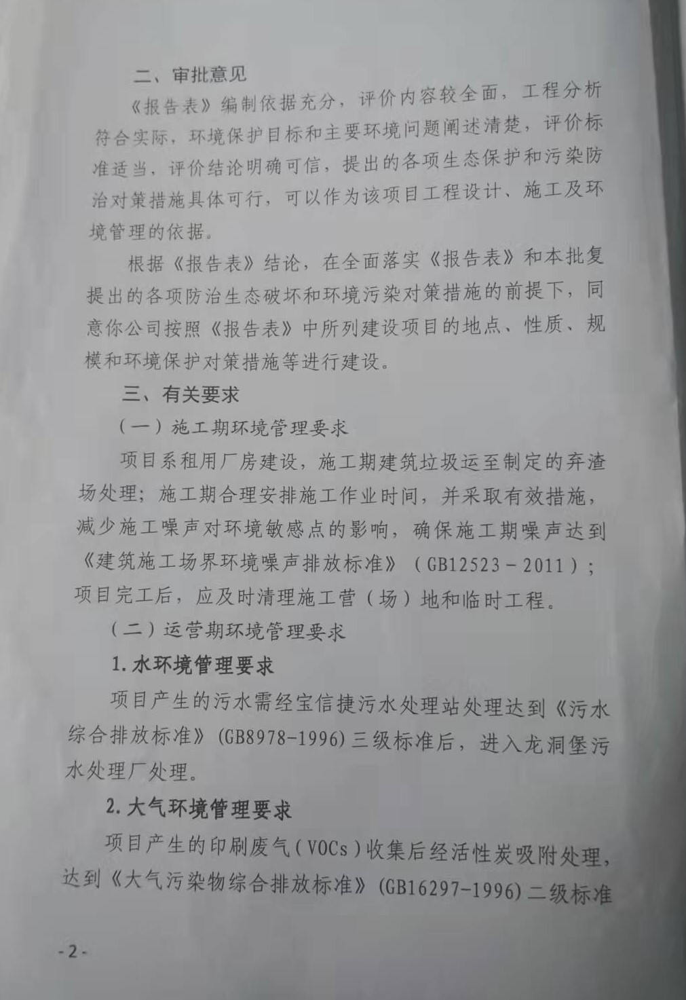 二、审批意见
《报告表》编制依据充分，评价内容较全面，工程分析
符合实际，环境保护目标和主要环境问题阐述清楚，评价标
准适当，评价结论明确可信，提出的各项生态保护和污染防
治对策措施具体可行，可以作为该项目工程设计、施工及环
境管理的依据。
根据《报告表》结论，在全面落实《报告表》和本批复
提出的各项防治生态破坏和环境污染对策措施的前提下，同
意你公司按照《报告表》中所列建设项目的地点、性质、规
模和环境保护对策措施等进行建设。
三、有关要求
（一）施工期环境管理要求
项目系租用厂房建设，施工期建筑垃圾运至制定的弃渣
场处理；施工期合理安排施工作业时间，并采取有效措施，
减少施工噪声对环境敏感点的影响，确保施工期噪声达到
《建筑施工场界环境噪声排放标准》（GB12523－2011）；
项目完工后，应及时清理施工营（场）地和临时工程。
（二）运营期环境管理要求
1.水环境管理要求
项目产生的污水需经宝信捷污水处理站处理达到《污水
综合排放标准》(GB8978-1996)三级标准后，进入龙洞堡污
水处理厂处理。
2.大气环境管理要求
项目产生的印刷废气(VOCs)收集后经活性炭吸附处理，
达到《大气污染物综合排放标准》(GB16297-1996)二级标准
-2-